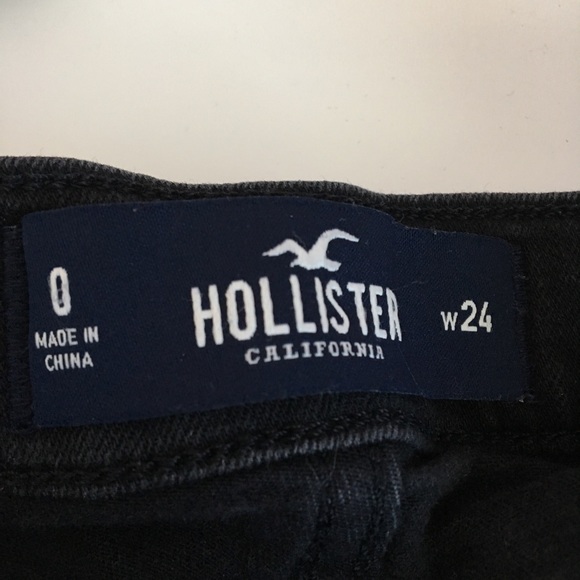 0
MADE IN
CHINA
HOLLISTER
CALIFORNIA
W24